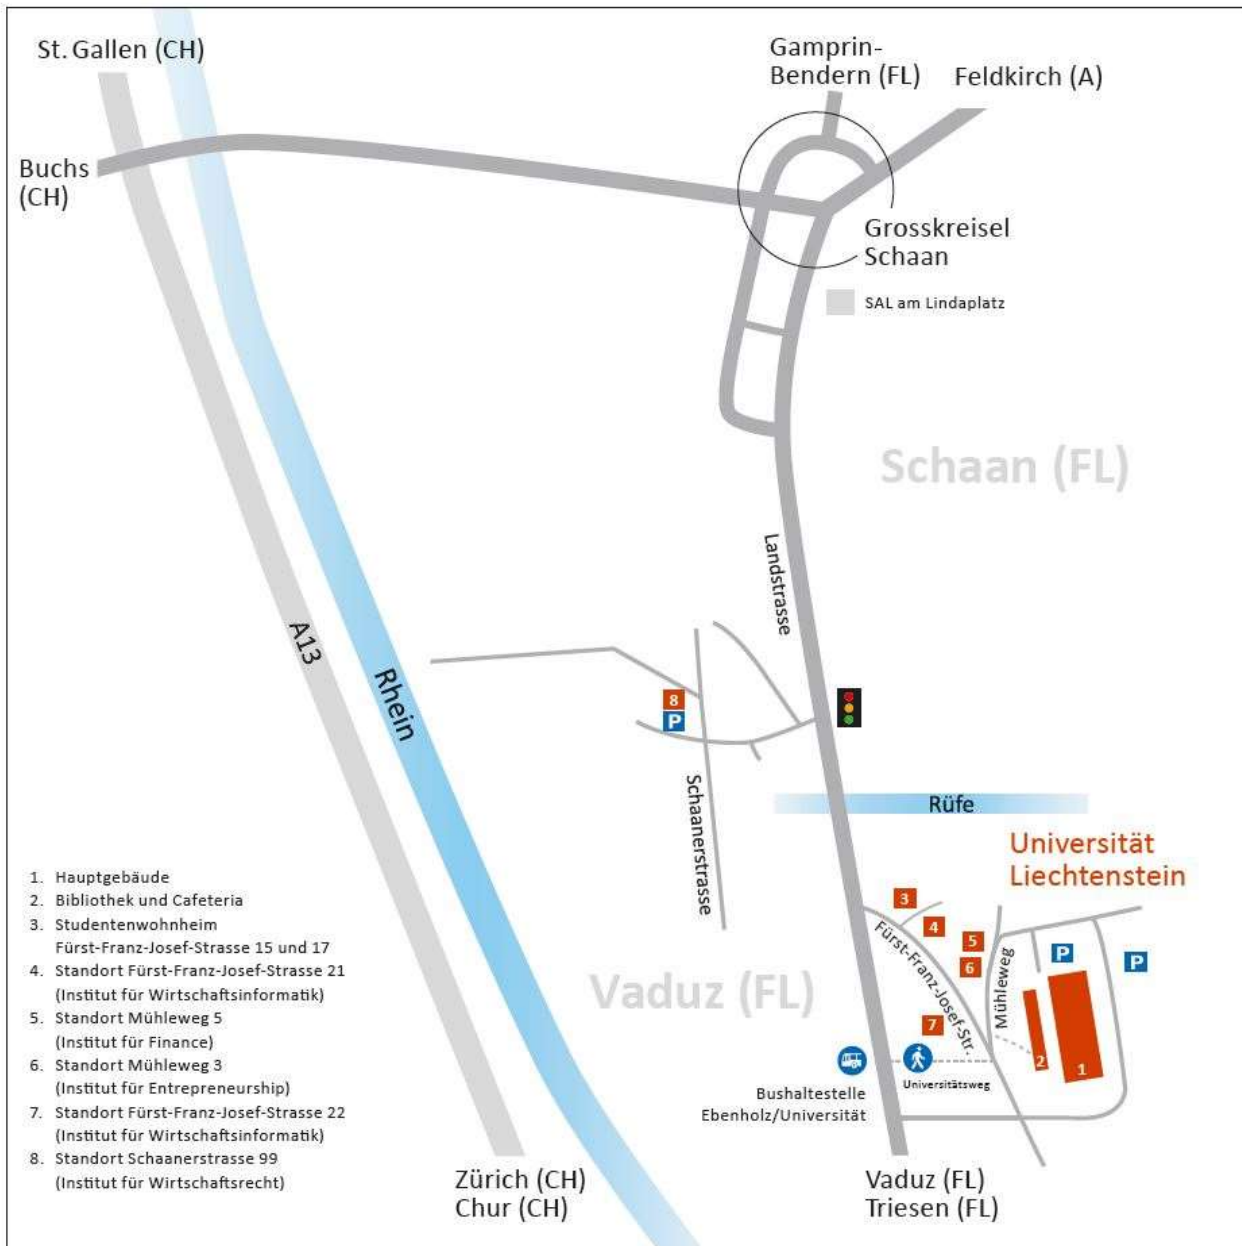 St. Gallen (CH)
Gamprin-
Bendern (FL)
Feldkirch (A)
Buchs
(CH)
Grosskreisel
Schaan
SAL am Lindaplatz
Schaan (FL)
Landstrasse
A13
Rhein
8
P
Schaanerstrasse
Rüfe
Universität
Liechtenstein
3
4
5
6
7
Fürst-Franz-Josef-Str.
Mühleweg
P
P
2
1
Vaduz (FL)
Universitätsweg
Bushaltestelle
Ebenholz/Universität
1. Hauptgebäude
2. Bibliothek und Cafeteria
3. Studentenwohnheim
Fürst-Franz-Josef-Strasse 15 und 17
4. Standort Fürst-Franz-Josef-Strasse 21
(Institut für Wirtschaftsinformatik)
5. Standort Mühleweg 5
(Institut für Finance)
6. Standort Mühleweg 3
(Institut für Entrepreneurship)
7. Standort Fürst-Franz-Josef-Strasse 22
(Institut für Wirtschaftsinformatik)
8. Standort Schaanerstrasse 99
(Institut für Wirtschaftsrecht)
Zürich (CH)
Chur (CH)
Vaduz (FL)
Triesen (FL)